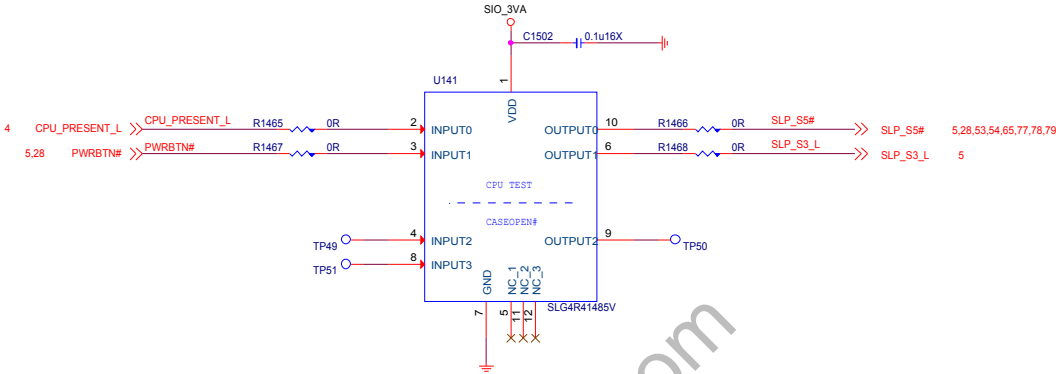 SIO_3VA
C1502 0.1u16X
U141
1
VDD
4 CPU_PRESENT_L CPU_PRESENT_L R1465 0R 2 INPUT0 OUTPUT0 10 R1466 0R SLP_S5# SLP_S5# 5,28,53,54,65,77,78,79
5,28 PWRBTN# PWRBTN# R1467 0R 3 INPUT1 OUTPUT1 6 R1468 0R SLP_S3_L SLP_S3_L 5
CPU TEST
CASEOPEN#
TP49 4 INPUT2 OUTPUT2 9 TP50
TP51 8 INPUT3
GND NC_1 NC_2 NC_3
SLG4R41485V
7 5 11 12
om